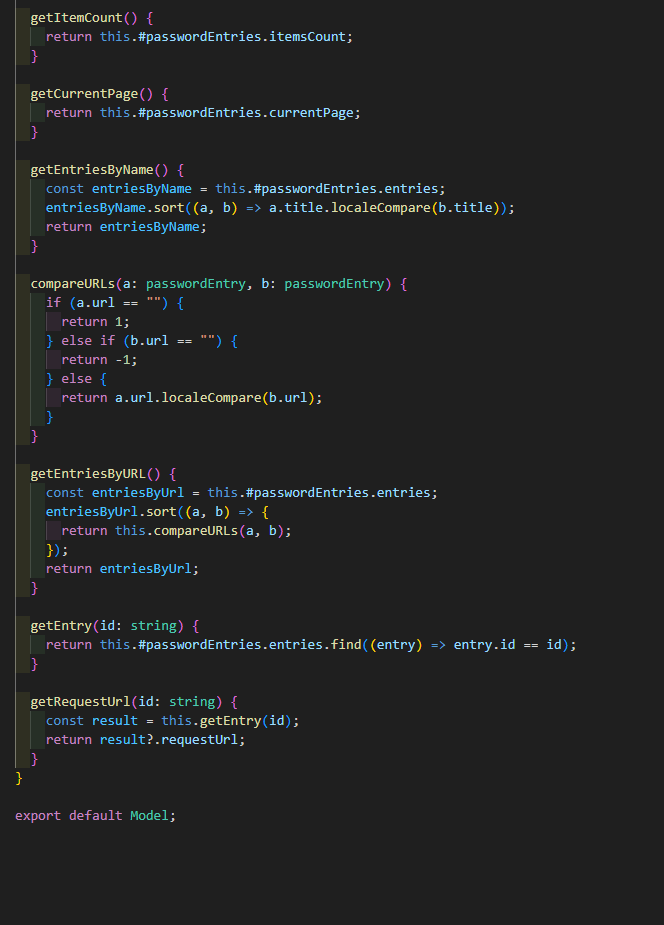 getItemCount() {
return this.#passwordEntries.itemsCount;
}
getCurrentPage() {
return this.#passwordEntries.currentPage;
}
getEntriesByName() {
const entriesByName = this.#passwordEntries.entries;
entriesByName.sort((a, b) => a.title.localeCompare(b.title));
return entriesByName;
}
compareURLs(a: passwordEntry, b: passwordEntry) {
if (a.url == "") {
return 1;
} else if (b.url == "") {
return -1;
} else {
return a.url.localeCompare(b.url);
}
}
getEntriesByURL() {
const entriesByUrl = this.#passwordEntries.entries;
entriesByUrl.sort((a, b) => {
return this.compareURLs(a, b);
});
return entriesByUrl;
}
getEntry(id: string) {
return this.#passwordEntries.entries.find((entry) => entry.id == id);
}
getRequestUrl(id: string) {
const result = this.getEntry(id);
return result?.requestUrl;
}
}
export default Model;